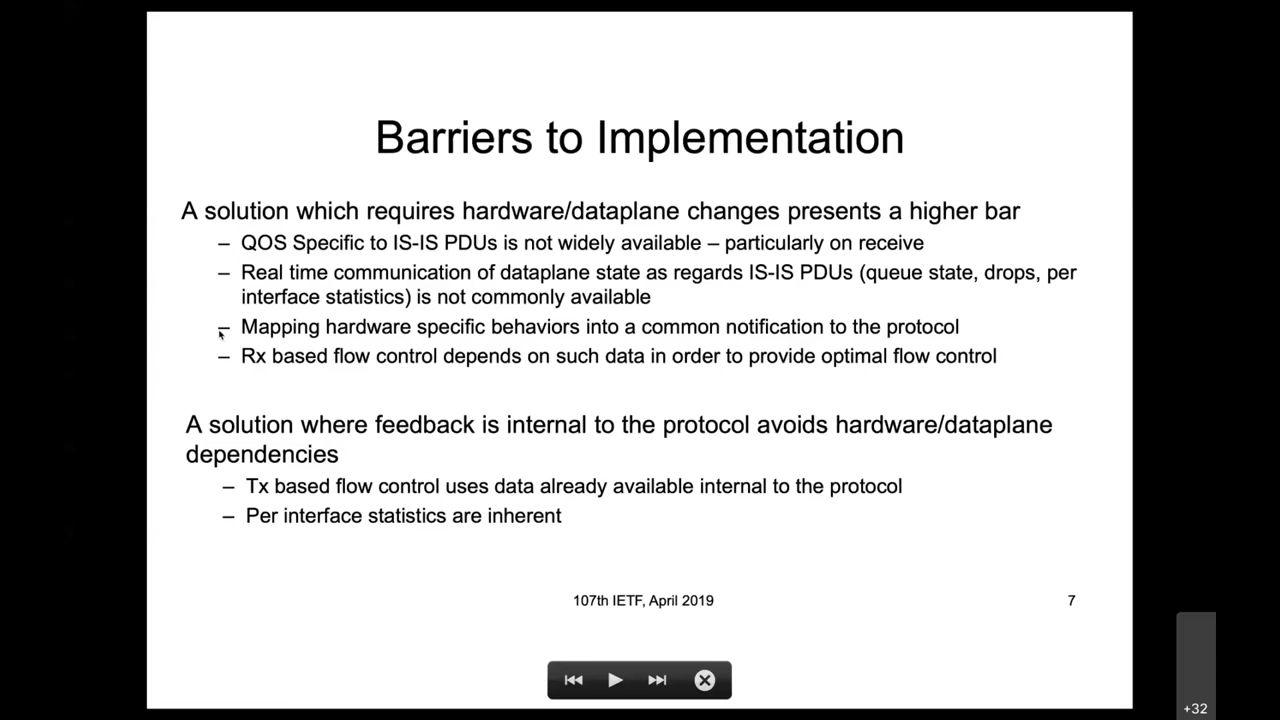 Barriers to Implementation
A solution which requires hardware/dataplane changes presents a higher bar
– QOS Specific to IS-IS PDUs is not widely available – particularly on receive
– Real time communication of dataplane state as regards IS-IS PDUs (queue state, drops, per
interface statistics) is not commonly available
– Mapping hardware specific behaviors into a common notification to the protocol
– Rx based flow control depends on such data in order to provide optimal flow control
A solution where feedback is internal to the protocol avoids hardware/dataplane
dependencies
– Tx based flow control uses data already available internal to the protocol
– Per interface statistics are inherent
107th IETF, April 2019
7
+32